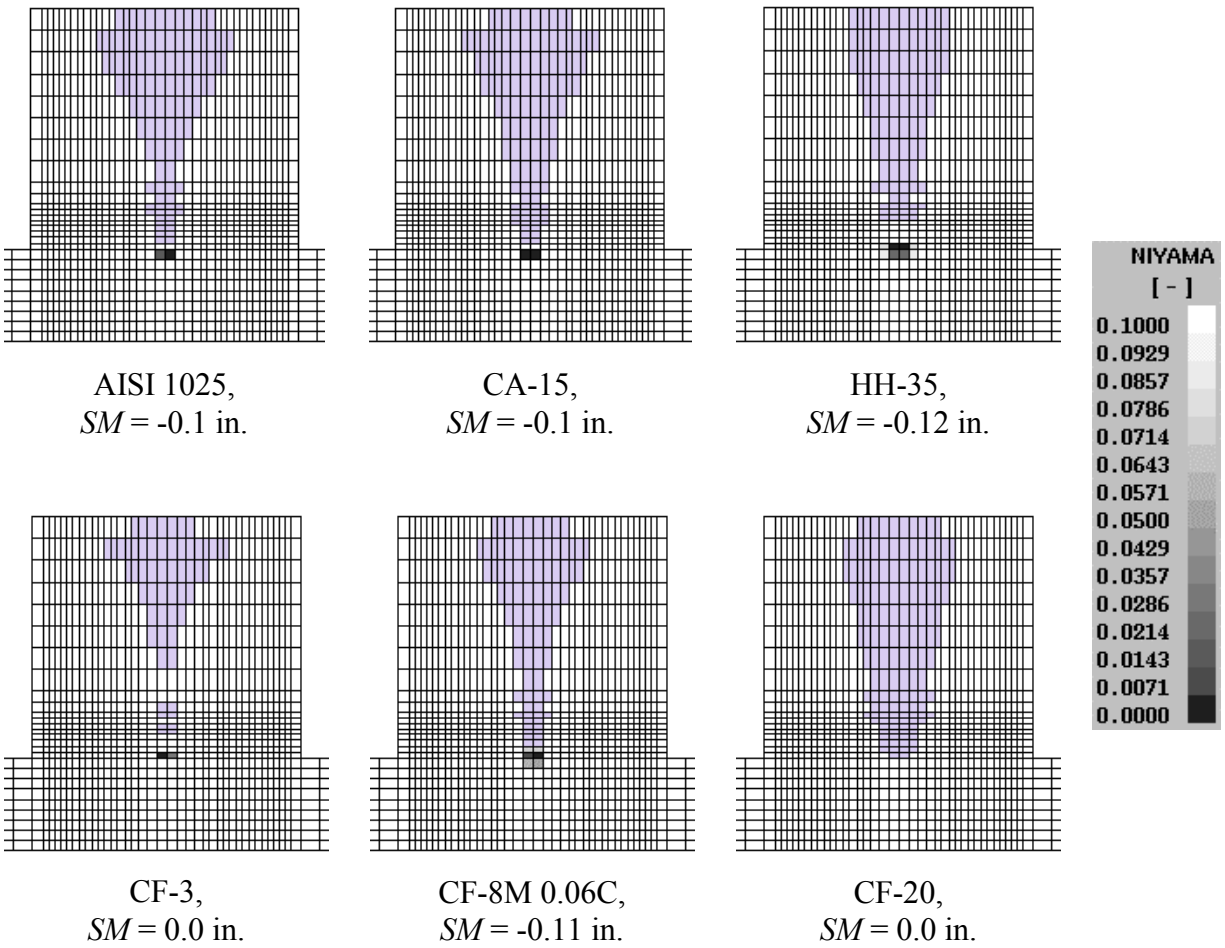 AISI 1025,
SM = -0.1 in.
CA-15,
SM = -0.1 in.
HH-35,
SM = -0.12 in.
NIYAMA
[ - ]
0.1000
0.0929
0.0857
0.0786
0.0714
0.0643
0.0571
0.0500
0.0429
0.0357
0.0286
0.0214
0.0143
0.0071
0.0000
CF-3,
SM = 0.0 in.
CF-8M 0.06C,
SM = -0.11 in.
CF-20,
SM = 0.0 in.